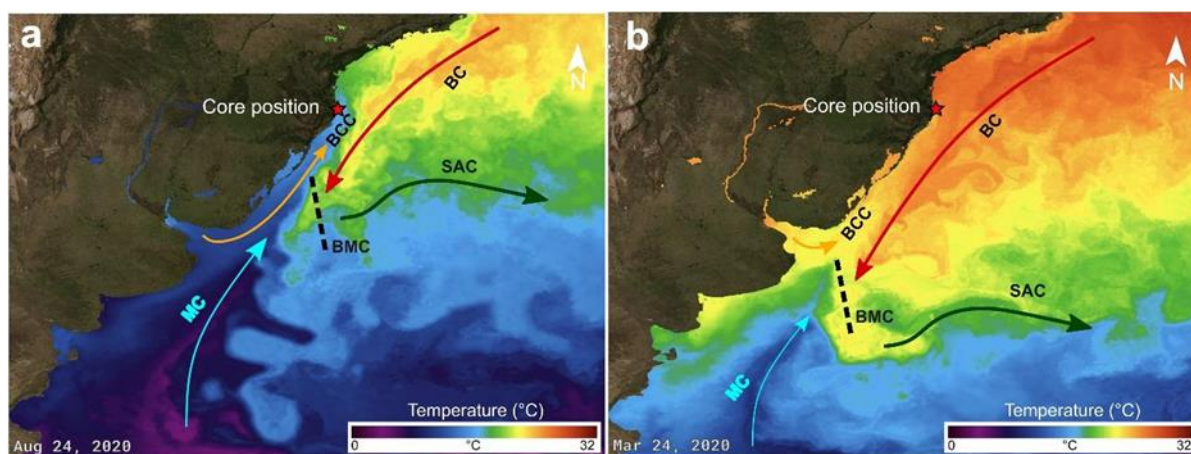 a
Core position
BC
N
BCC
SAC
BMC
MC
Temperature (°C)
0 °C 32
Aug 24, 2020
b
Core position
BC
N
BCC
SAC
BMC
MC
Temperature (°C)
0 °C 32
Mar 24, 2020